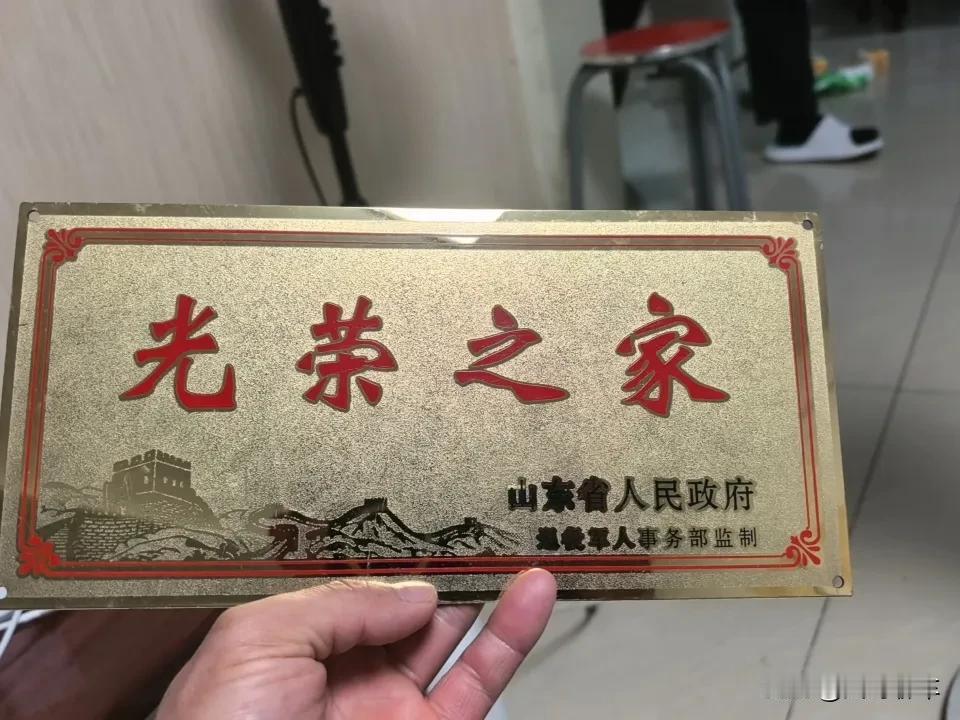 光荣之家
山东省人民政府
退役军人事务部监制